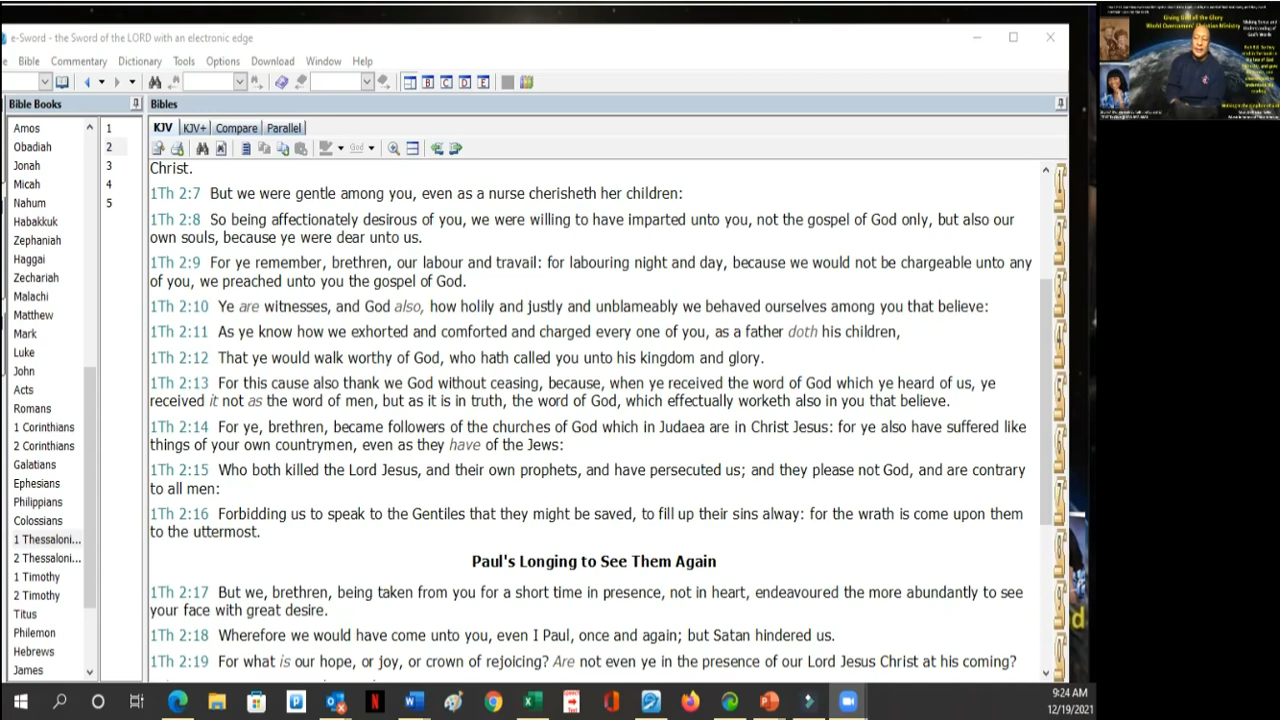 e-Sword - the Sword of the LORD with an electronic edge
Bible Commentary Dictionary Tools Options Download Window Help
B C D E
Bible Books
Bibles
Amos
Obadiah
Jonah
Micah
Nahum
Habakkuk
Zephaniah
Haggai
Zechariah
Malachi
Matthew
Mark
Luke
John
Acts
Romans
1 Corinthians
2 Corinthians
Galatians
Ephesians
Philippians
Colossians
1 Thessaloni...
2 Thessaloni...
1 Timothy
2 Timothy
Titus
Philemon
Hebrews
James
1
2
3
4
5
KJV KJV+ Compare Parallel
God
Christ.
1Th 2:7 But we were gentle among you, even as a nurse cherisheth her children:
1Th 2:8 So being affectionately desirous of you, we were willing to have imparted unto you, not the gospel of God only, but also our
own souls, because ye were dear unto us.
1Th 2:9 For ye remember, brethren, our labour and travail: for labouring night and day, because we would not be chargeable unto any
of you, we preached unto you the gospel of God.
1Th 2:10 Ye are witnesses, and God also, how holily and justly and unblameably we behaved ourselves among you that believe:
1Th 2:11 As ye know how we exhorted and comforted and charged every one of you, as a father doth his children,
1Th 2:12 That ye would walk worthy of God, who hath called you unto his kingdom and glory.
1Th 2:13 For this cause also thank we God without ceasing, because, when ye received the word of God which ye heard of us, ye
received it not as the word of men, but as it is in truth, the word of God, which effectually worketh also in you that believe.
1Th 2:14 For ye, brethren, became followers of the churches of God which in Judaea are in Christ Jesus: for ye also have suffered like
things of your own countrymen, even as they have of the Jews:
1Th 2:15 Who both killed the Lord Jesus, and their own prophets, and have persecuted us; and they please not God, and are contrary
to all men:
1Th 2:16 Forbidding us to speak to the Gentiles that they might be saved, to fill up their sins alway: for the wrath is come upon them
to the uttermost.
Paul's Longing to See Them Again
1Th 2:17 But we, brethren, being taken from you for a short time in presence, not in heart, endeavoured the more abundantly to see
your face with great desire.
1Th 2:18 Wherefore we would have come unto you, even I Paul, once and again; but Satan hindered us.
1Th 2:19 For what is our hope, or joy, or crown of rejoicing? Are not even ye in the presence of our Lord Jesus Christ at his coming?
Giving God all the Glory
World Overcomers' Christian Ministry
9:24 AM
12/19/2021